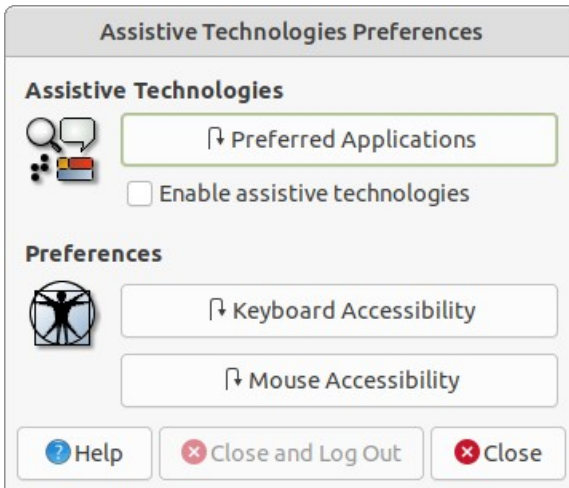 Assistive Technologies Preferences
Assistive Technologies
Preferred Applications
Enable assistive technologies
Preferences
Keyboard Accessibility
Mouse Accessibility
Help Close and Log Out Close